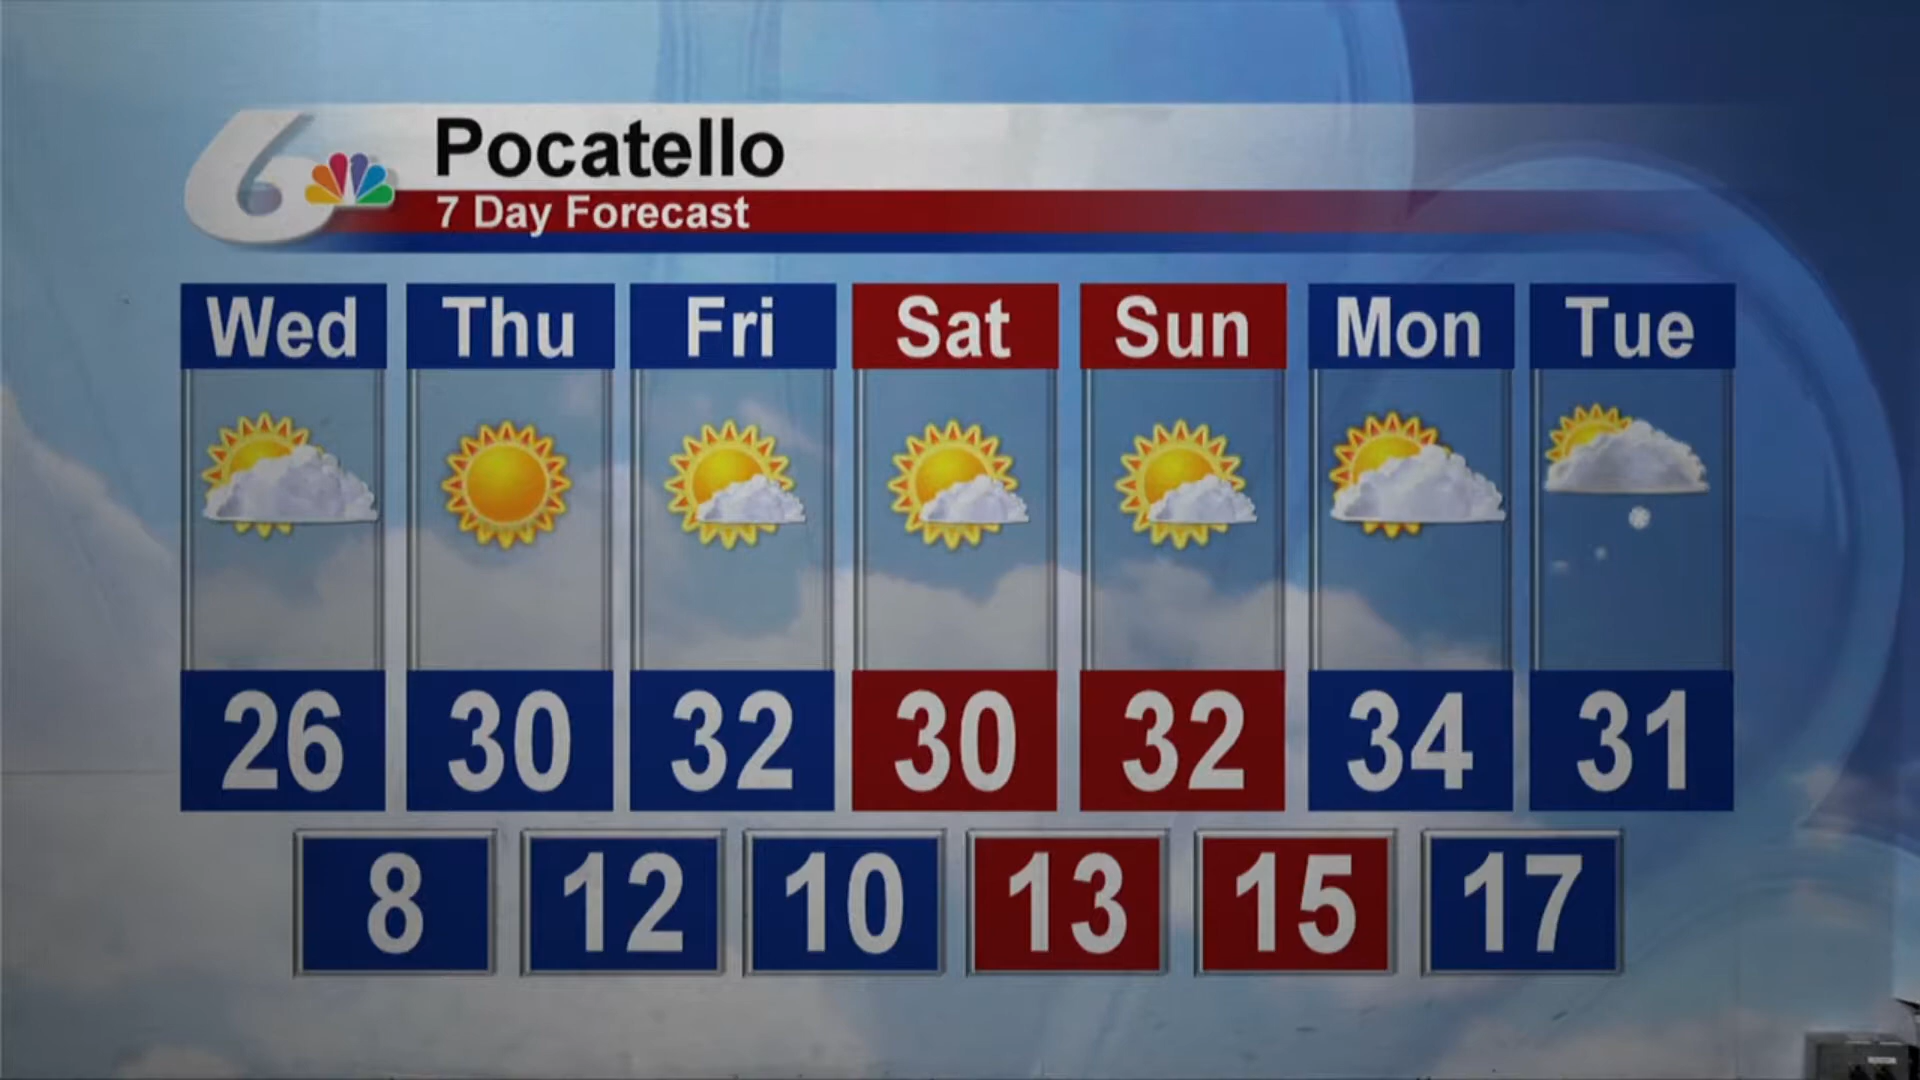 6
Pocatello
7 Day Forecast
Wed Thu Fri Sat Sun Mon Tue
26 30 32 30 32 34 31
8 12 10 13 15 17